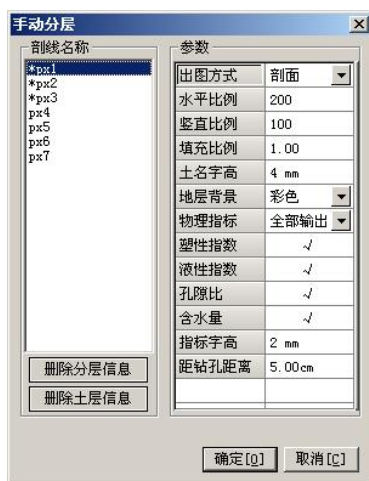 手动分层
剖线名称
*px1
*px2
*px3
px4
px5
px6
px7
删除分层信息
删除土层信息
参数
出图方式 剖面
水平比例 200
竖直比例 100
填充比例 1.00
土名字高 4 mm
地层背景 彩色
物理指标 全部输出
塑性指数 √
液性指数 √
孔隙比 √
含水量 √
指标字高 2 mm
距钻孔距离 5.00cm
确定[O] 取消[C]